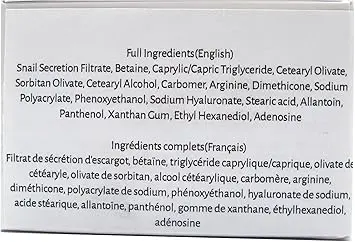 Full Ingredients(English)
Snail Secretion Filtrate, Betaine, Caprylic/Capric Triglyceride, Cetearyl Olivate,
Sorbitan Olivate, Cetearyl Alcohol, Carbomer, Arginine, Dimethicone, Sodium
Polyacrylate, Phenoxyethanol, Sodium Hyaluronate, Stearic acid, Allantoin,
Panthenol, Xanthan Gum, Ethyl Hexanediol, Adenosine
Ingrédients complets(Français)
Filtrat de sécrétion d'escargot, bétaïne, triglycéride caprylique/caprique, olivate de
cétéaryle, olivate de sorbitan, alcool cétéarylique, carbomère, arginine,
diméthicone, polyacrylate de sodium, phénoxyéthanol, hyaluronate de sodium,
acide stéarique, allantoïne, panthénol, gomme de xanthane, éthylhexanediol,
adénosine